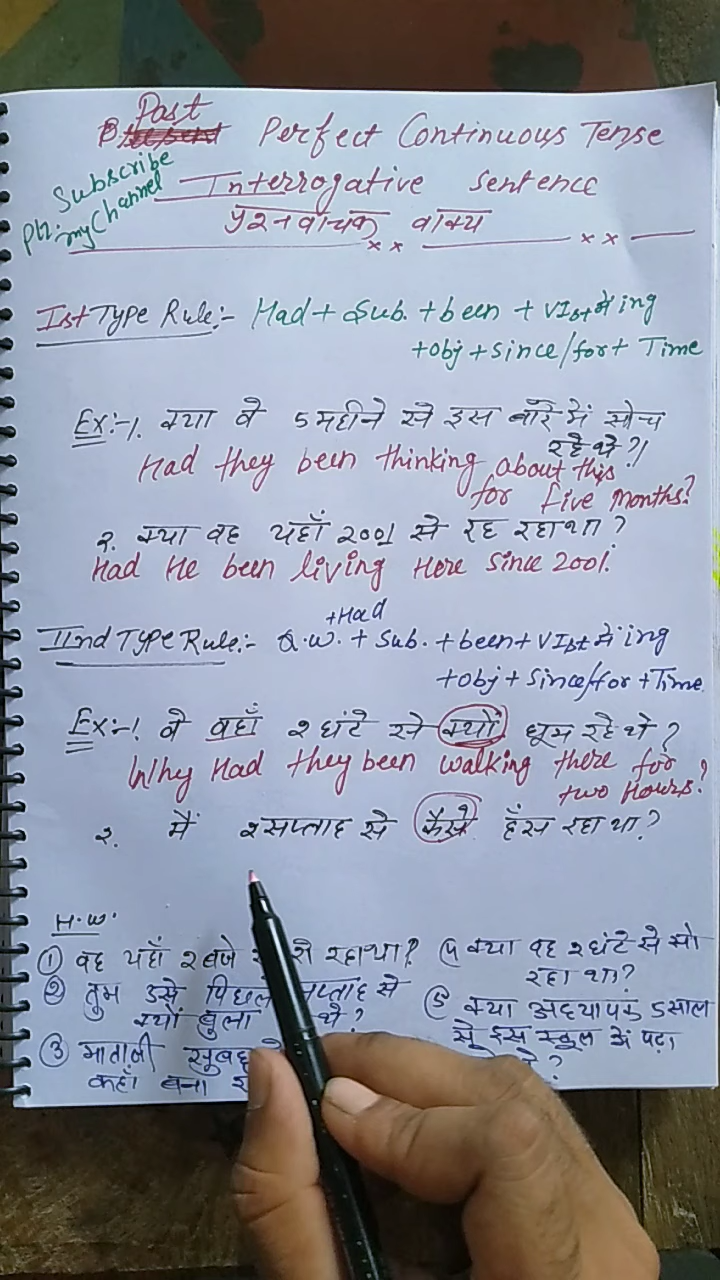 Past
Perfect Continuous Tense
Subscribe
my Channel
Interrogative sentence
प्रश्नवाचक वाक्य
Ist Type Rule:- Had + Sub. + been + VIst में ing
+obj + since/for + Time
Ex:-1. क्या वे 5 महीने से इस बारे में सोच
रहे थे?
Had they been thinking about this
for five months?
2. क्या वह यहाँ 2001 से रह रहा था?
Had He been living Here since 2001.
+Had
IInd Type Rule:- Q.W. + Sub. + been + VIst में ing
+obj + Since/for + Time.
Ex:-1 वे वहाँ 2 घंटे से क्यों घूम रहे थे?
Why Had they been walking there for
two Hours?
2. मैं 2 सप्ताह से कैसे हँस रहा था?
H.W.
① वह यहाँ 2 बजे रहा था?
② तुम उसे पिछले सप्ताह से
क्यों बुला थे?
③ माताजी सुबह
कहाँ बना
④ क्या वह 2 घंटे से सो
रहा था?
⑤ क्या अध्यापक 5 साल
से इस स्कूल में पढ़ा